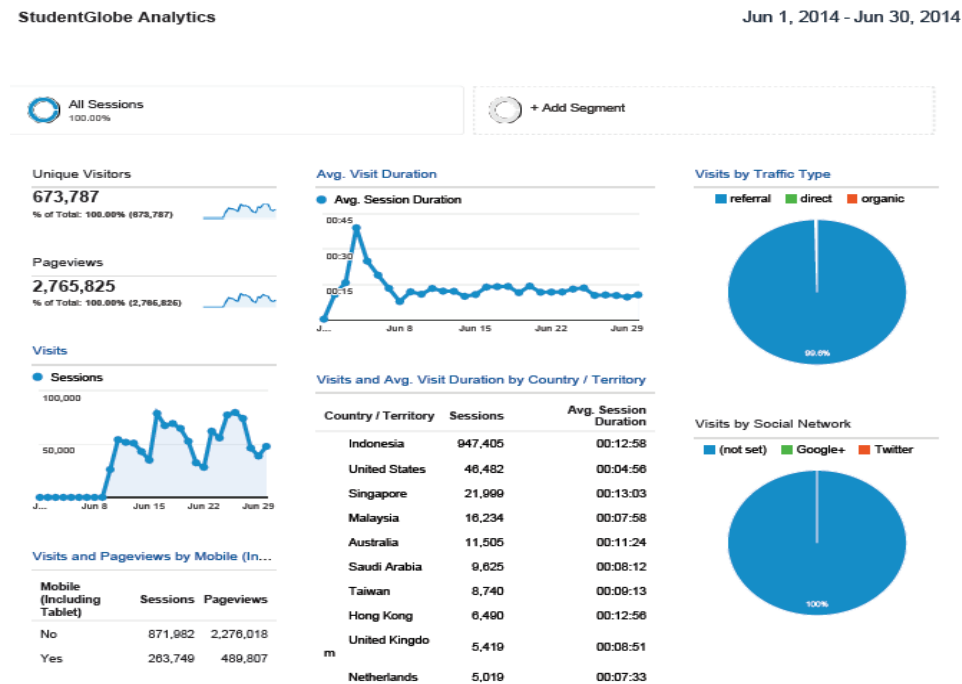 StudentGlobe Analytics
Jun 1, 2014 - Jun 30, 2014
All Sessions
100.00%
+ Add Segment
Unique Visitors
673,787
% of Total: 100.00% (673,787)
Pageviews
2,765,825
% of Total: 100.00% (2,765,825)
Visits
Sessions
100,000
50,000
J... Jun 8 Jun 15 Jun 22 Jun 29
Visits and Pageviews by Mobile (In...
Mobile
(Including
Tablet) Sessions Pageviews
No 871,982 2,276,018
Yes 263,749 489,807
Avg. Visit Duration
Avg. Session Duration
00:45
00:30
00:15
J... Jun 8 Jun 15 Jun 22 Jun 29
Visits and Avg. Visit Duration by Country / Territory
Country / Territory Sessions Avg. Session
Duration
Indonesia 947,405 00:12:58
United States 46,482 00:04:56
Singapore 21,999 00:13:03
Malaysia 16,234 00:07:58
Australia 11,505 00:11:24
Saudi Arabia 9,625 00:08:12
Taiwan 8,740 00:09:13
Hong Kong 6,490 00:12:56
United Kingdo
m 5,419 00:08:51
Netherlands 5,019 00:07:33
Visits by Traffic Type
referral direct organic
99.6%
Visits by Social Network
(not set) Google+ Twitter
100%